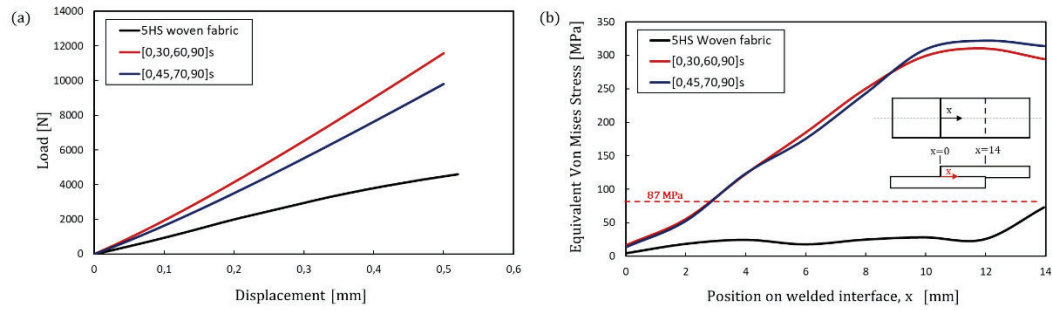 (a)
14000
12000
10000
8000
6000
4000
2000
0
Load [N]
5HS woven fabric
[0,30,60,90]s
[0,45,70,90]s
0
0,1
0,2
0,3
0,4
0,5
0,6
Displacement [mm]
(b)
350
300
250
200
150
100
50
0
Equivalent Von Mises Stress [MPa]
5HS Woven fabric
[0,30,60,90]s
[0,45,70,90]s
x
x=0
x=14
x
87 MPa
0
2
4
6
8
10
12
14
Position on welded interface, x [mm]